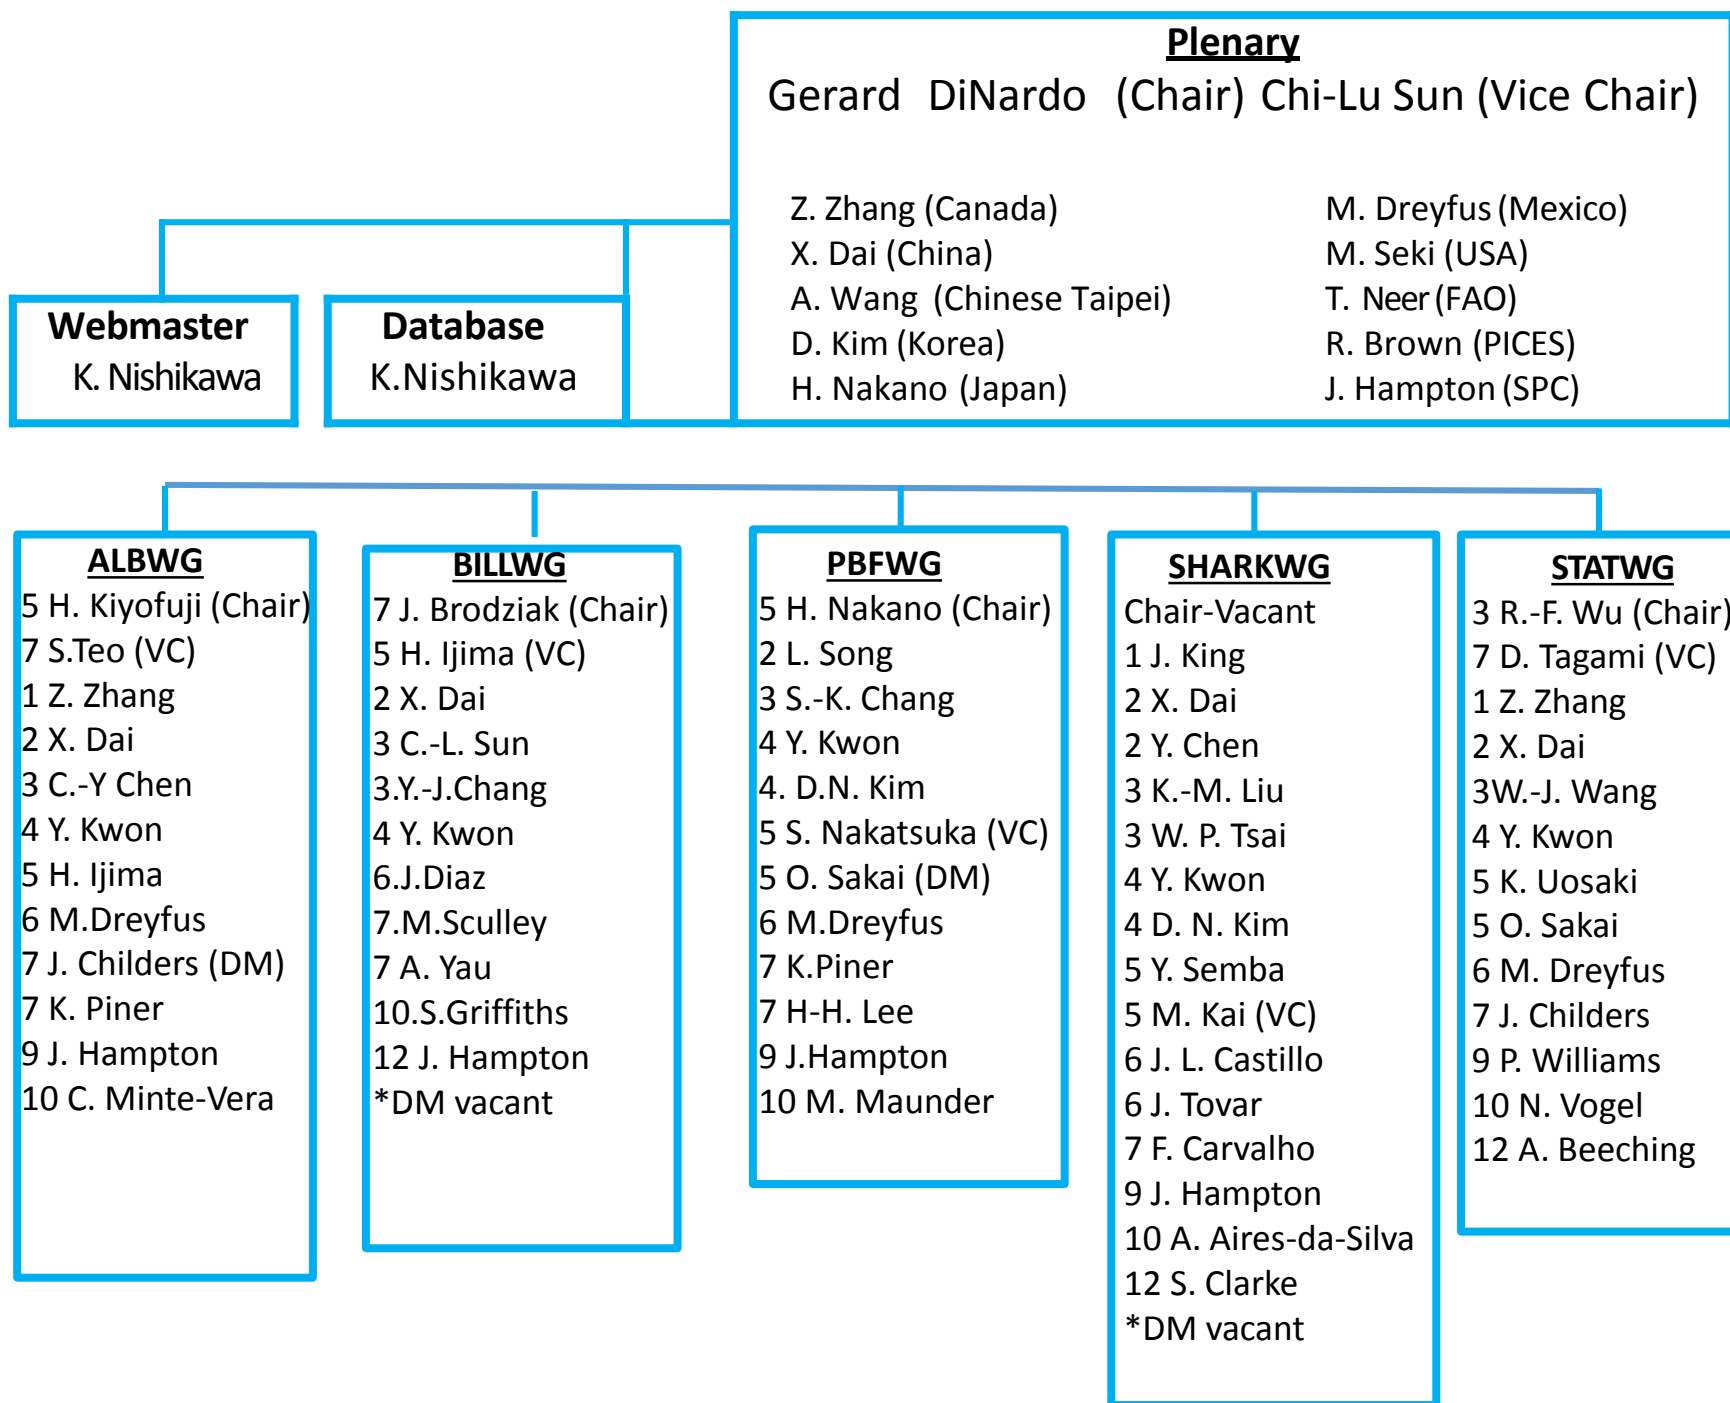 Plenary
Gerard DiNardo (Chair) Chi-Lu Sun (Vice Chair)
Z. Zhang (Canada)
X. Dai (China)
A. Wang (Chinese Taipei)
D. Kim (Korea)
H. Nakano (Japan)
M. Dreyfus (Mexico)
M. Seki (USA)
T. Neer (FAO)
R. Brown (PICES)
J. Hampton (SPC)
Webmaster
K. Nishikawa
Database
K.Nishikawa
ALBWG
5 H. Kiyofuji (Chair)
7 S.Teo (VC)
1 Z. Zhang
2 X. Dai
3 C.-Y Chen
4 Y. Kwon
5 H. Ijima
6 M.Dreyfus
7 J. Childers (DM)
7 K. Piner
9 J. Hampton
10 C. Minte-Vera
BILLWG
7 J. Brodziak (Chair)
5 H. Ijima (VC)
2 X. Dai
3 C.-L. Sun
3.Y.-J.Chang
4 Y. Kwon
6.J.Diaz
7.M.Sculley
7 A. Yau
10.S.Griffiths
12 J. Hampton
*DM vacant
PBFWG
5 H. Nakano (Chair)
2 L. Song
3 S.-K. Chang
4 Y. Kwon
4. D.N. Kim
5 S. Nakatsuka (VC)
5 O. Sakai (DM)
6 M.Dreyfus
7 K.Piner
7 H-H. Lee
9 J.Hampton
10 M. Maunder
SHARKWG
Chair-Vacant
1 J. King
2 X. Dai
2 Y. Chen
3 K.-M. Liu
3 W. P. Tsai
4 Y. Kwon
4 D. N. Kim
5 Y. Semba
5 M. Kai (VC)
6 J. L. Castillo
6 J. Tovar
7 F. Carvalho
9 J. Hampton
10 A. Aires-da-Silva
12 S. Clarke
*DM vacant
STATWG
3 R.-F. Wu (Chair)
7 D. Tagami (VC)
1 Z. Zhang
2 X. Dai
3W.-J. Wang
4 Y. Kwon
5 K. Uosaki
5 O. Sakai
6 M. Dreyfus
7 J. Childers
9 P. Williams
10 N. Vogel
12 A. Beeching